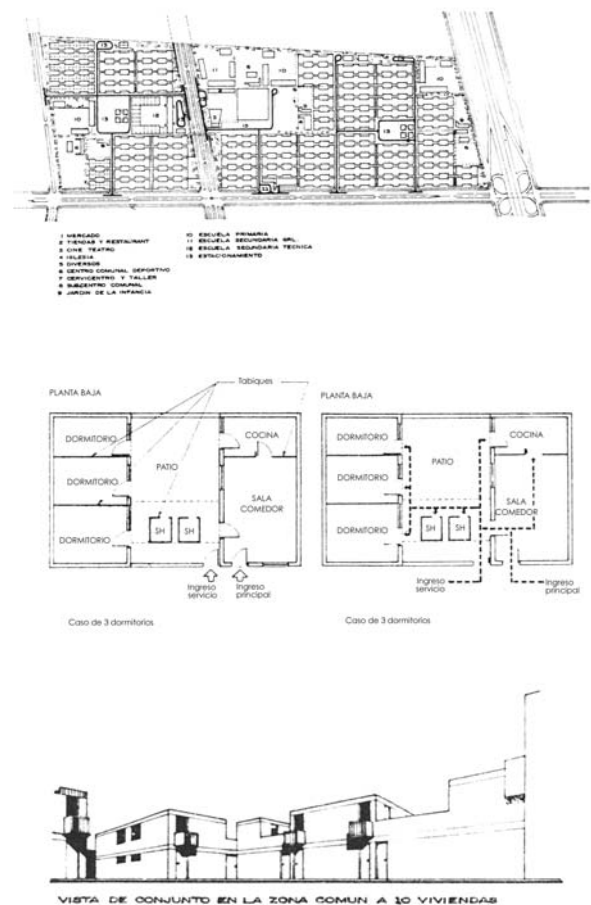 1 MERCADO
2 TIENDAS Y RESTAURANT
3 CINE TEATRO
4 IGLESIA
5 DIVERSOS
6 CENTRO COMUNAL DEPORTIVO
7 CERVICENTRO Y TALLER
8 SUBCENTRO COMUNAL
9 JARDIN DE LA INFANCIA
10 ESCUELA PRIMARIA
11 ESCUELA SECUNDARIA GRL.
12 ESCUELA SECUNDARIA TECNICA
13 ESTACIONAMIENTO
Tabiques
PLANTA BAJA
DORMITORIO
DORMITORIO
DORMITORIO
PATIO
COCINA
SALA
COMEDOR
SH
SH
Ingreso
servicio
Ingreso
principal
Caso de 3 dormitorios
PLANTA BAJA
DORMITORIO
DORMITORIO
DORMITORIO
PATIO
COCINA
SALA
COMEDOR
SH
SH
Ingreso
servicio
Ingreso
principal
Caso de 3 dormitorios
VISTA DE CONJUNTO EN LA ZONA COMUN A 20 VIVIENDAS